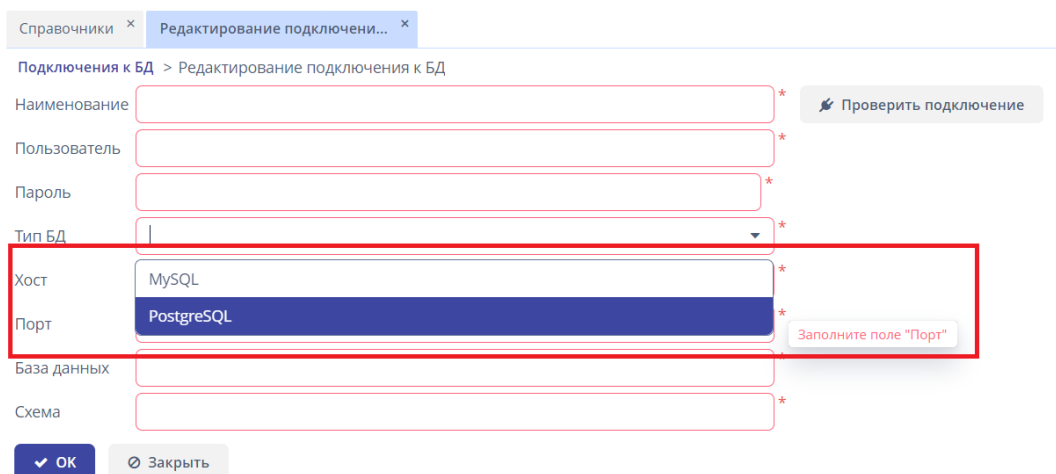 Справочники ×
Редактирование подключени... ×
Подключения к БД > Редактирование подключения к БД
Наименование *
Проверить подключение
Пользователь *
Пароль *
Тип БД *
Хост *
MySQL
PostgreSQL
Порт *
Заполните поле "Порт"
База данных *
Схема *
ОК
Закрыть